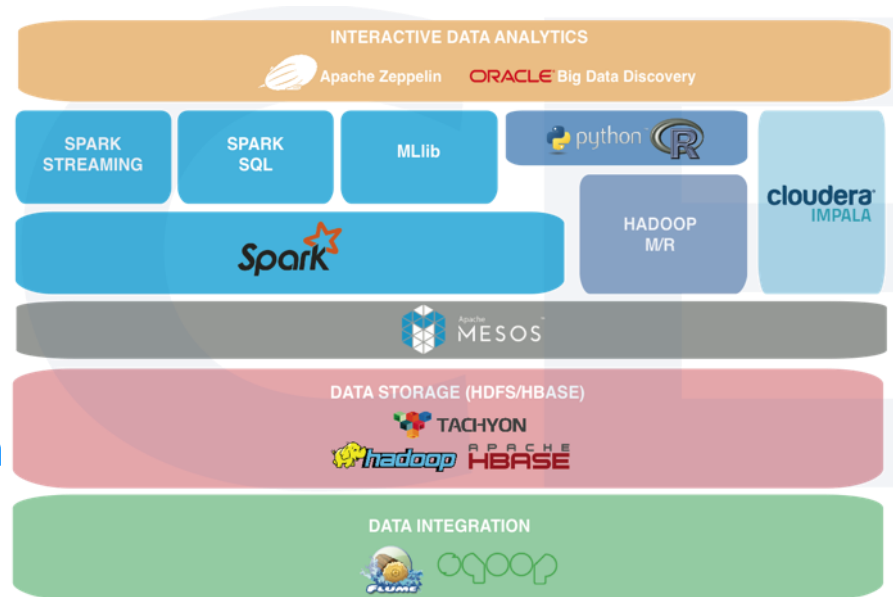 INTERACTIVE DATA ANALYTICS
Apache Zeppelin ORACLE Big Data Discovery
SPARK
STREAMING
SPARK
SQL
MLlib
python R
cloudera
IMPALA
Spark
HADOOP
M/R
Apache
MESOS
DATA STORAGE (HDFS/HBASE)
TACHYON
hadoop APACHE
HBASE
DATA INTEGRATION
FLUME sqoop